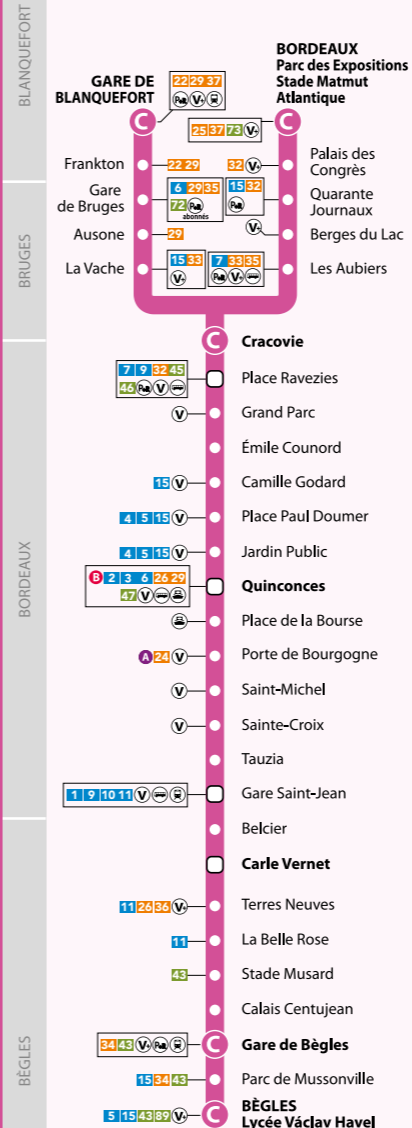 BLANQUEFORT
GARE DE
BLANQUEFORT
22 29 37
P+R V+
BORDEAUX
Parc des Expositions
Stade Matmut
Atlantique
C
25 37 73 V+
C
Frankton
22 29
32 V+
Palais des
Congrès
BRUGES
Gare
de Bruges
6 29 35
72 P+R
abonnés
15 32
P+R
Quarante
Journaux
Ausone
29
V+
Berges du Lac
La Vache
15 33
V+
7 33 35
P+R V+
Les Aubiers
BORDEAUX
C
Cracovie
7 9 32 45
46 P+R V
Place Ravezies
V
Grand Parc
Émile Counord
15 V
Camille Godard
4 5 15 V
Place Paul Doumer
4 5 15 V
Jardin Public
B 2 3 6 26 29
47 V
Quinconces
Place de la Bourse
A 24 V
Porte de Bourgogne
V
Saint-Michel
V
Sainte-Croix
Tauzia
1 9 10 11 V
Gare Saint-Jean
BÈGLES
Belcier
Carle Vernet
11 26 36 V+
Terres Neuves
11
La Belle Rose
43
Stade Musard
Calais Centujean
34 43 V+ P+R
C
Gare de Bègles
15 34 43
Parc de Mussonville
5 15 43 89 V+
C
BÈGLES
Lycée Václav Havel